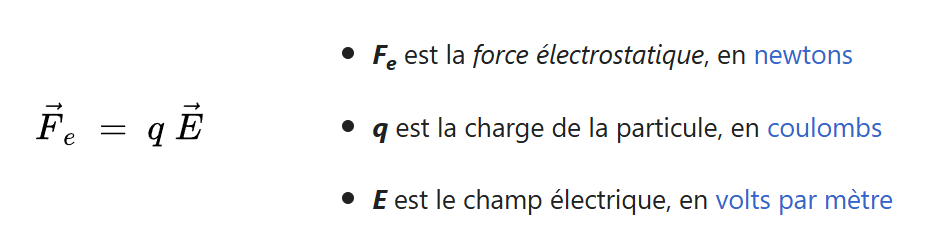 • Fₑ est la force électrostatique, en newtons
F⃗ₑ = q E⃗
• q est la charge de la particule, en coulombs
• E est le champ électrique, en volts par mètre